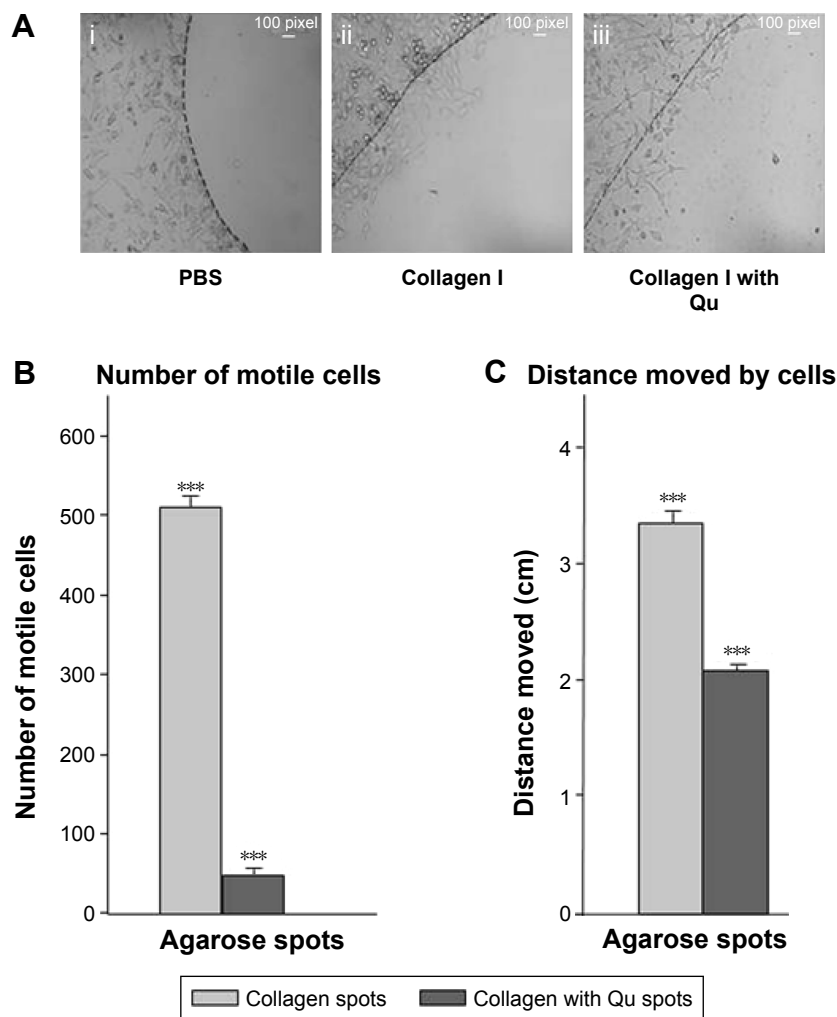 A
i
100 pixel
ii
100 pixel
iii
100 pixel
PBS
Collagen I
Collagen I with
Qu
B
Number of motile cells
Number of motile cells
600
500
400
300
200
100
0
***
***
Agarose spots
C
Distance moved by cells
Distance moved (cm)
4
3
2
1
0
***
***
Agarose spots
Collagen spots
Collagen with Qu spots